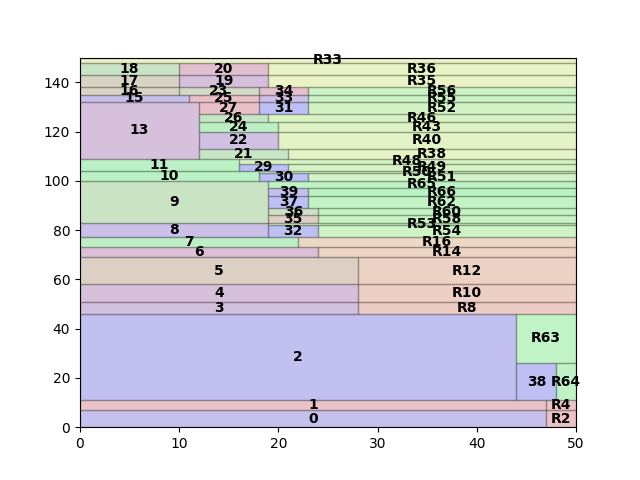 R33
18 20 R36
140 17 19 R35
16 23 34 R56
15 25 33 R55
27 31 R52
26 R46
120 13 24 R43
22 R40
21 R38
11 R48
29 R49
R50
100 10 30 R51
R65
39 R66
9 37 R62
36 R60
35 R58
R53
80 8 32 R54
7 R16
6 R14
5 R12
60
4 R10
3 R8
40
R63
2
20 38 R64
1 R4
0 0 R2
0 10 20 30 40 50